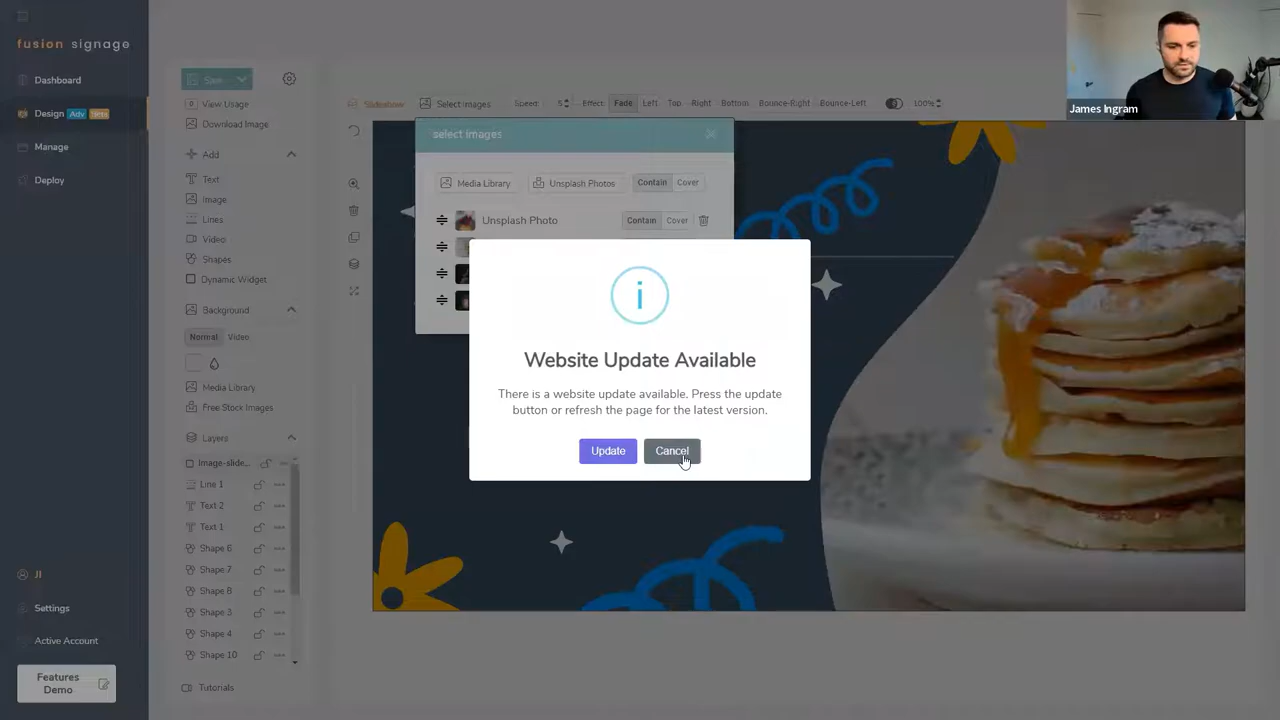 fusion signage
Dashboard
Design Adv Beta
Manage
Deploy
JI
Settings
Active Account
Features
Demo
Save
View Usage
Download Image
Add
Text
Image
Lines
Video
Shapes
Dynamic Widget
Background
Normal Video
Media Library
Free Stock Images
Layers
Image-slide...
Line 1
Text 2
Text 1
Shape 6
Shape 7
Shape 8
Shape 3
Shape 4
Shape 10
Tutorials
Slideshow Select Images Speed: 5 Effect: Fade Left Top Right Bottom Bounce-Right Bounce-Left 100%
select images
Media Library Unsplash Photos Contain Cover
Unsplash Photo Contain Cover
Website Update Available
There is a website update available. Press the update
button or refresh the page for the latest version.
Update Cancel
James Ingram